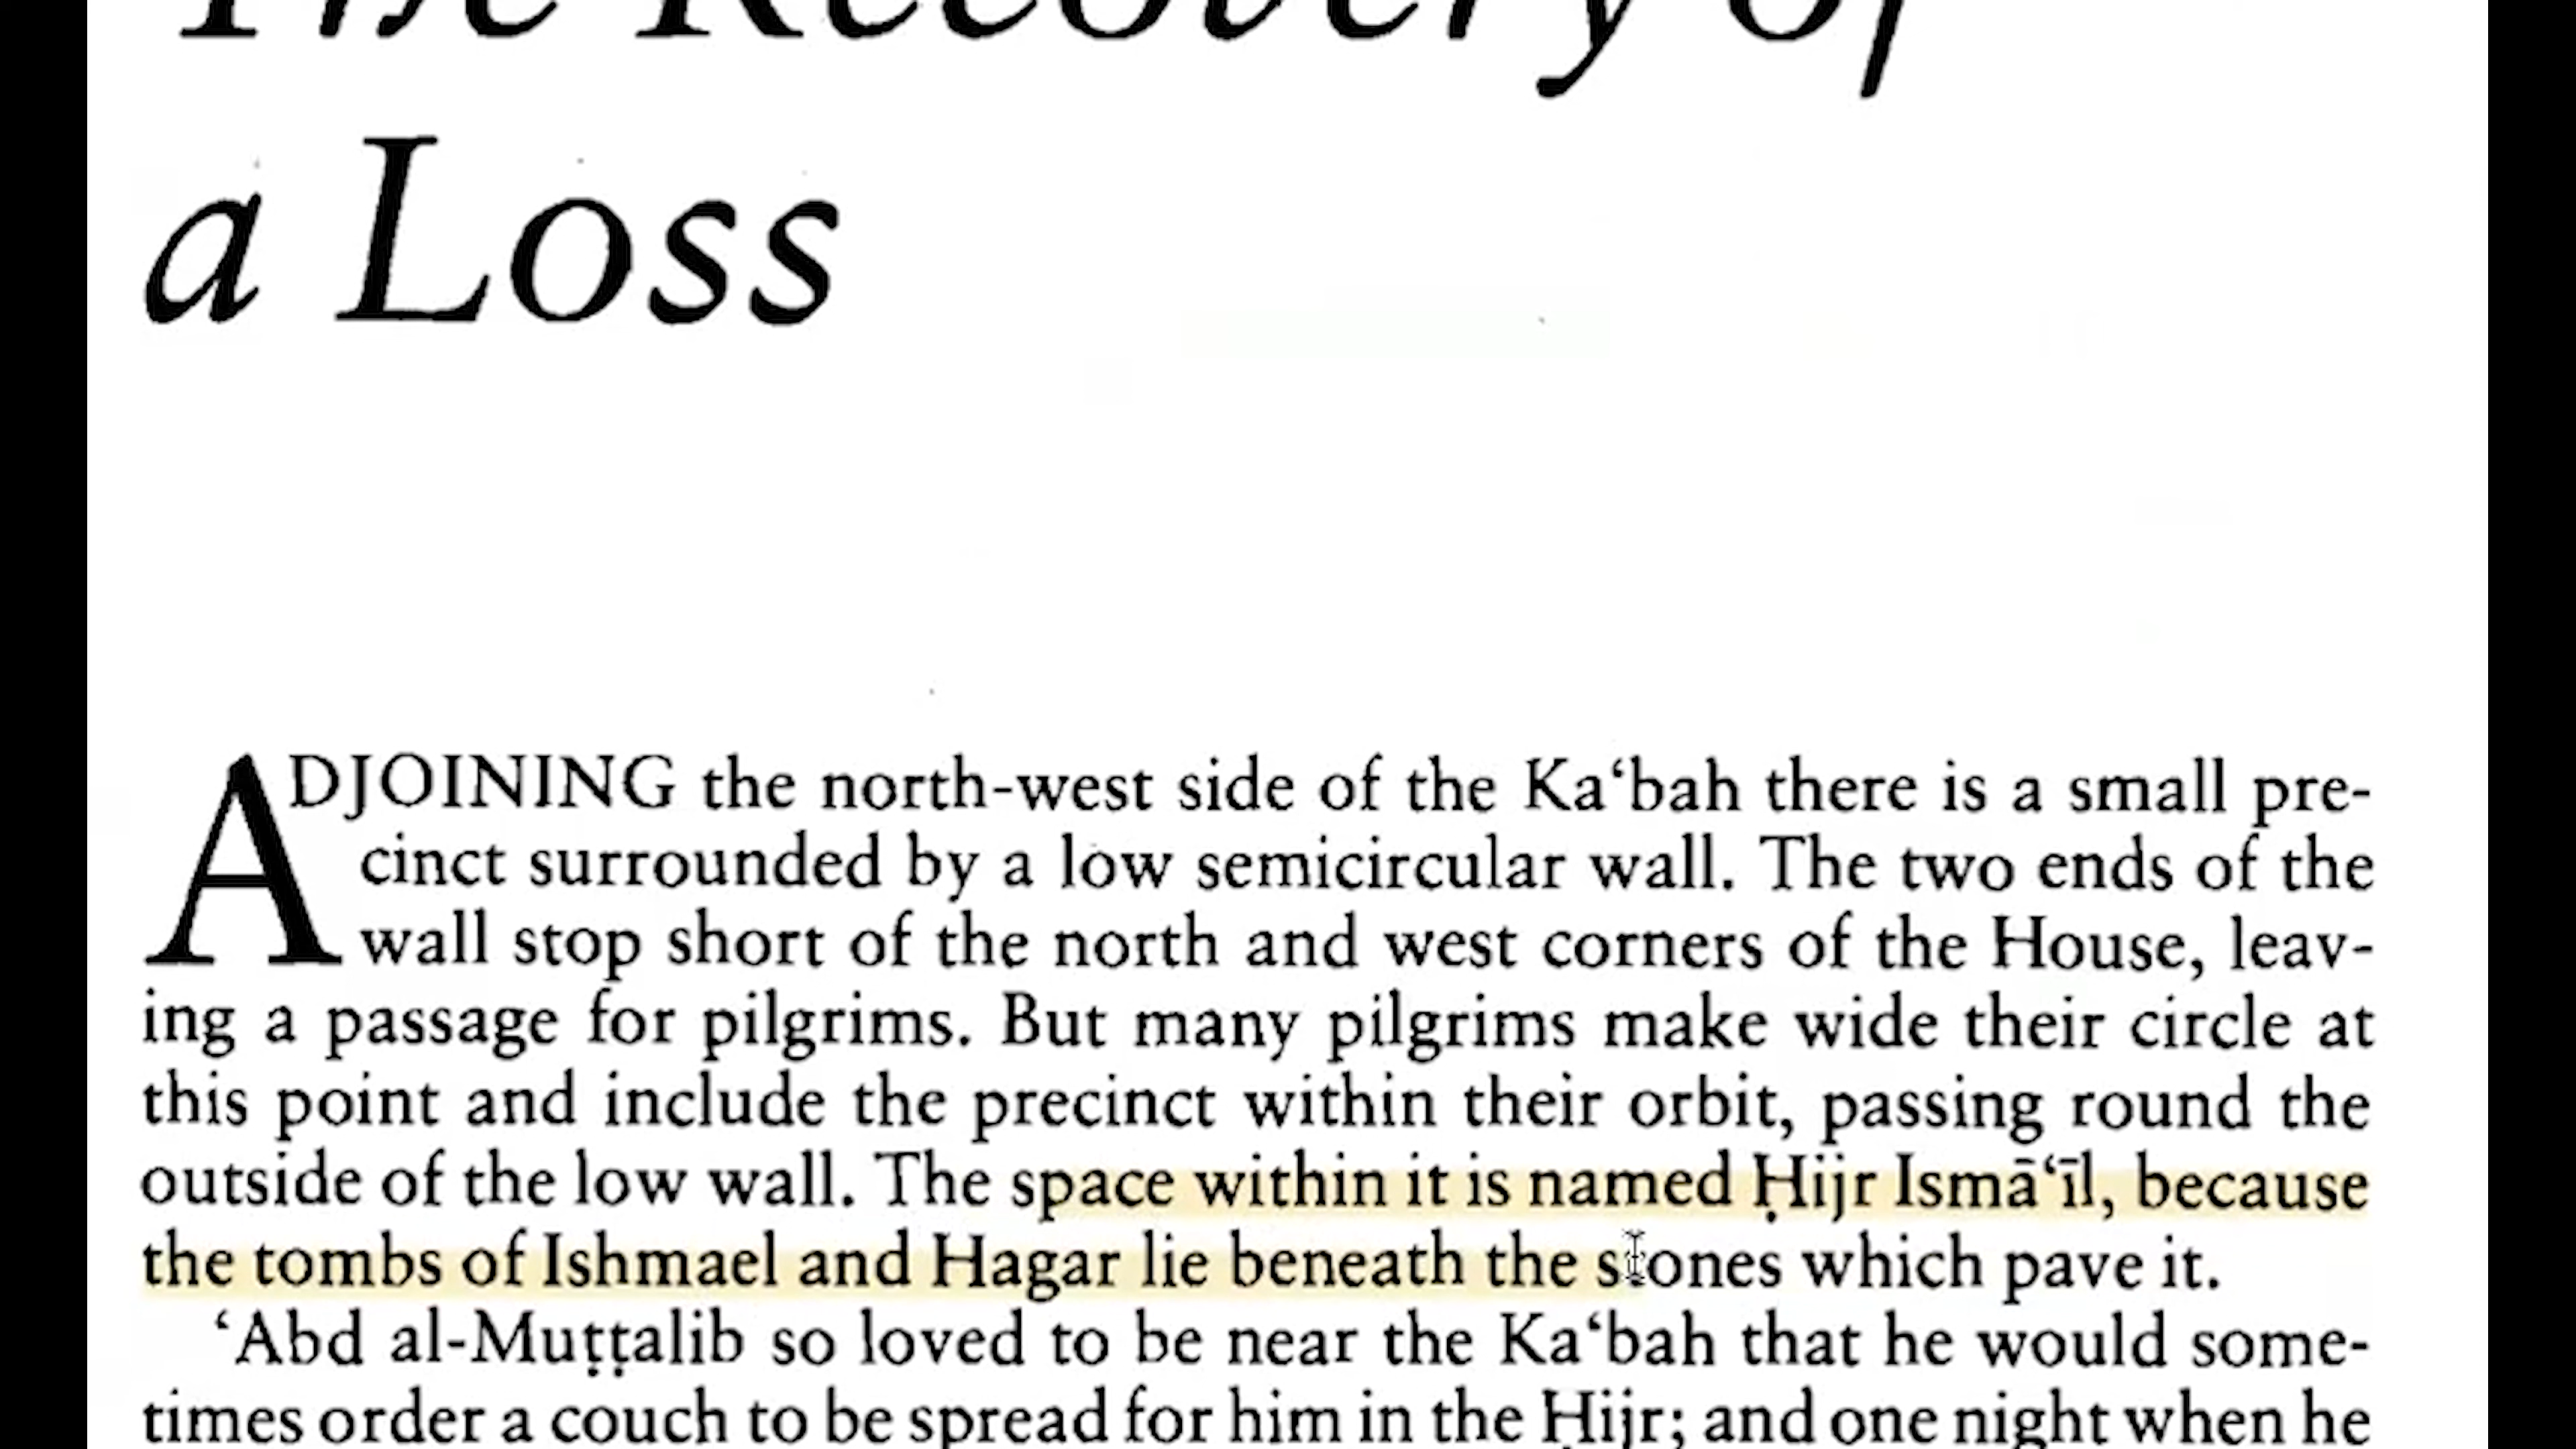 The Recovery of
a Loss
ADJOINING the north-west side of the Ka‘bah there is a small pre-
cinct surrounded by a low semicircular wall. The two ends of the
wall stop short of the north and west corners of the House, leav-
ing a passage for pilgrims. But many pilgrims make wide their circle at
this point and include the precinct within their orbit, passing round the
outside of the low wall. The space within it is named Ḥijr Ismā‘īl, because
the tombs of Ishmael and Hagar lie beneath the stones which pave it.
‘Abd al-Muṭṭalib so loved to be near the Ka‘bah that he would some-
times order a couch to be spread for him in the Ḥijr; and one night when he